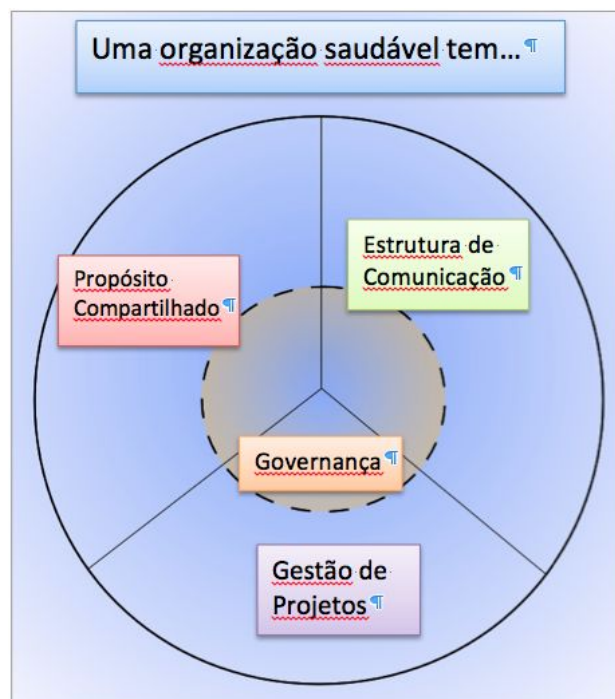 Uma organização saudável tem...¶
Propósito
Compartilhado¶
Estrutura de
Comunicação¶
Governança¶
Gestão de
Projetos¶